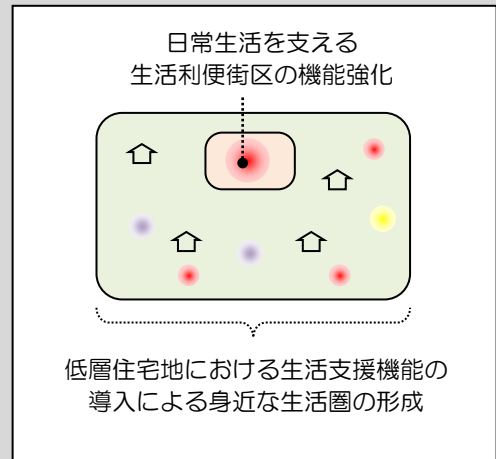 日常生活を支える
生活利便街区の機能強化
低層住宅地における生活支援機能の
導入による身近な生活圏の形成